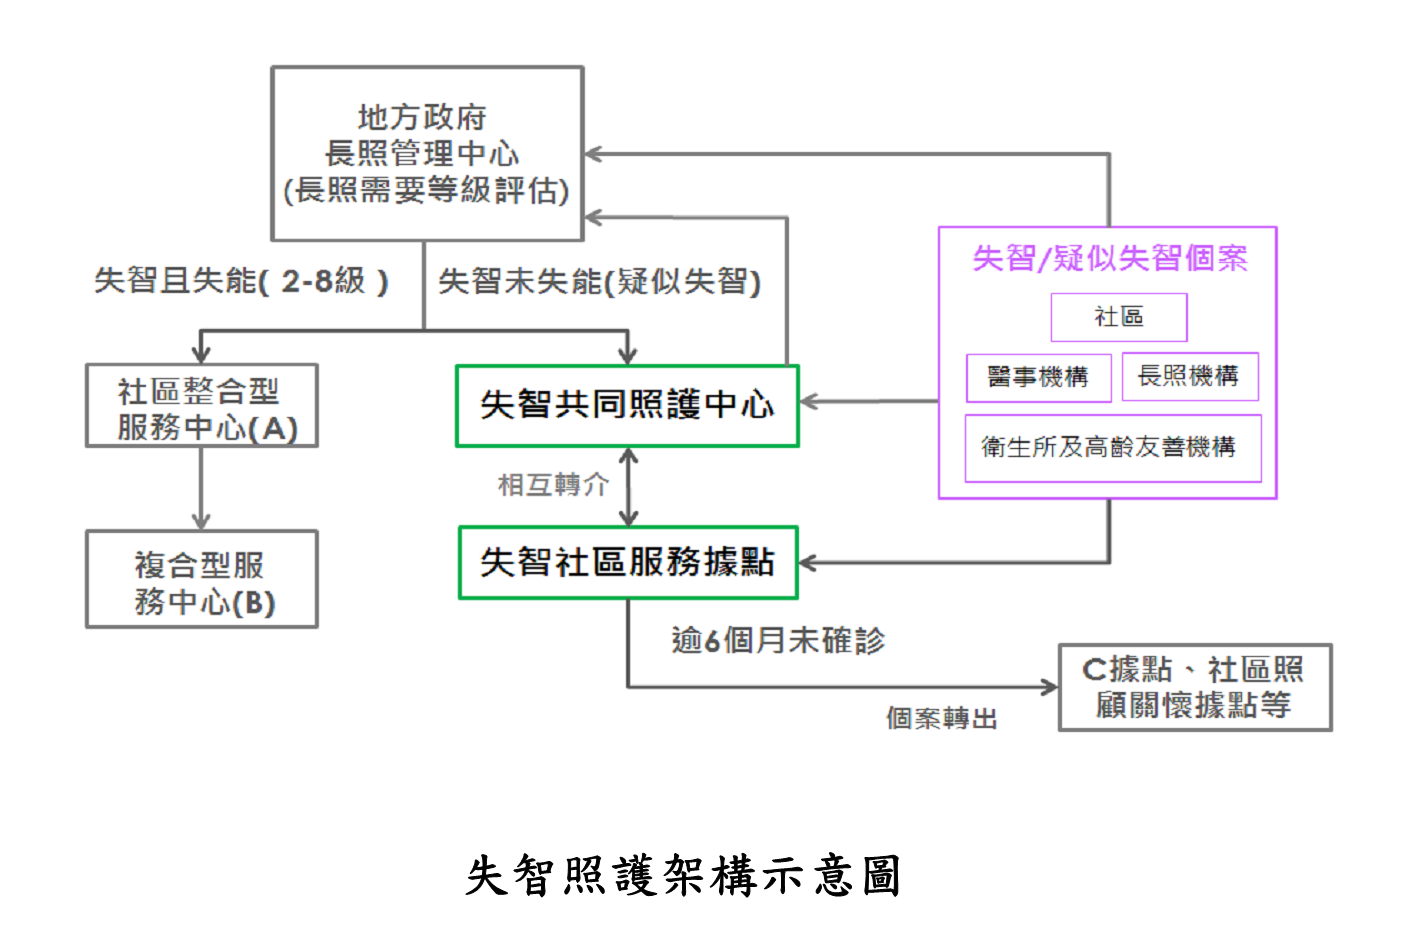 地方政府
長照管理中心
(長照需要等級評估)
失智且失能( 2-8級 )
失智未失能(疑似失智)
失智/疑似失智個案
社區
醫事機構
長照機構
衛生所及高齡友善機構
社區整合型
服務中心(A)
失智共同照護中心
相互轉介
複合型服
務中心(B)
失智社區服務據點
逾6個月未確診
個案轉出
C據點、社區照
顧關懷據點等
失智照護架構示意圖